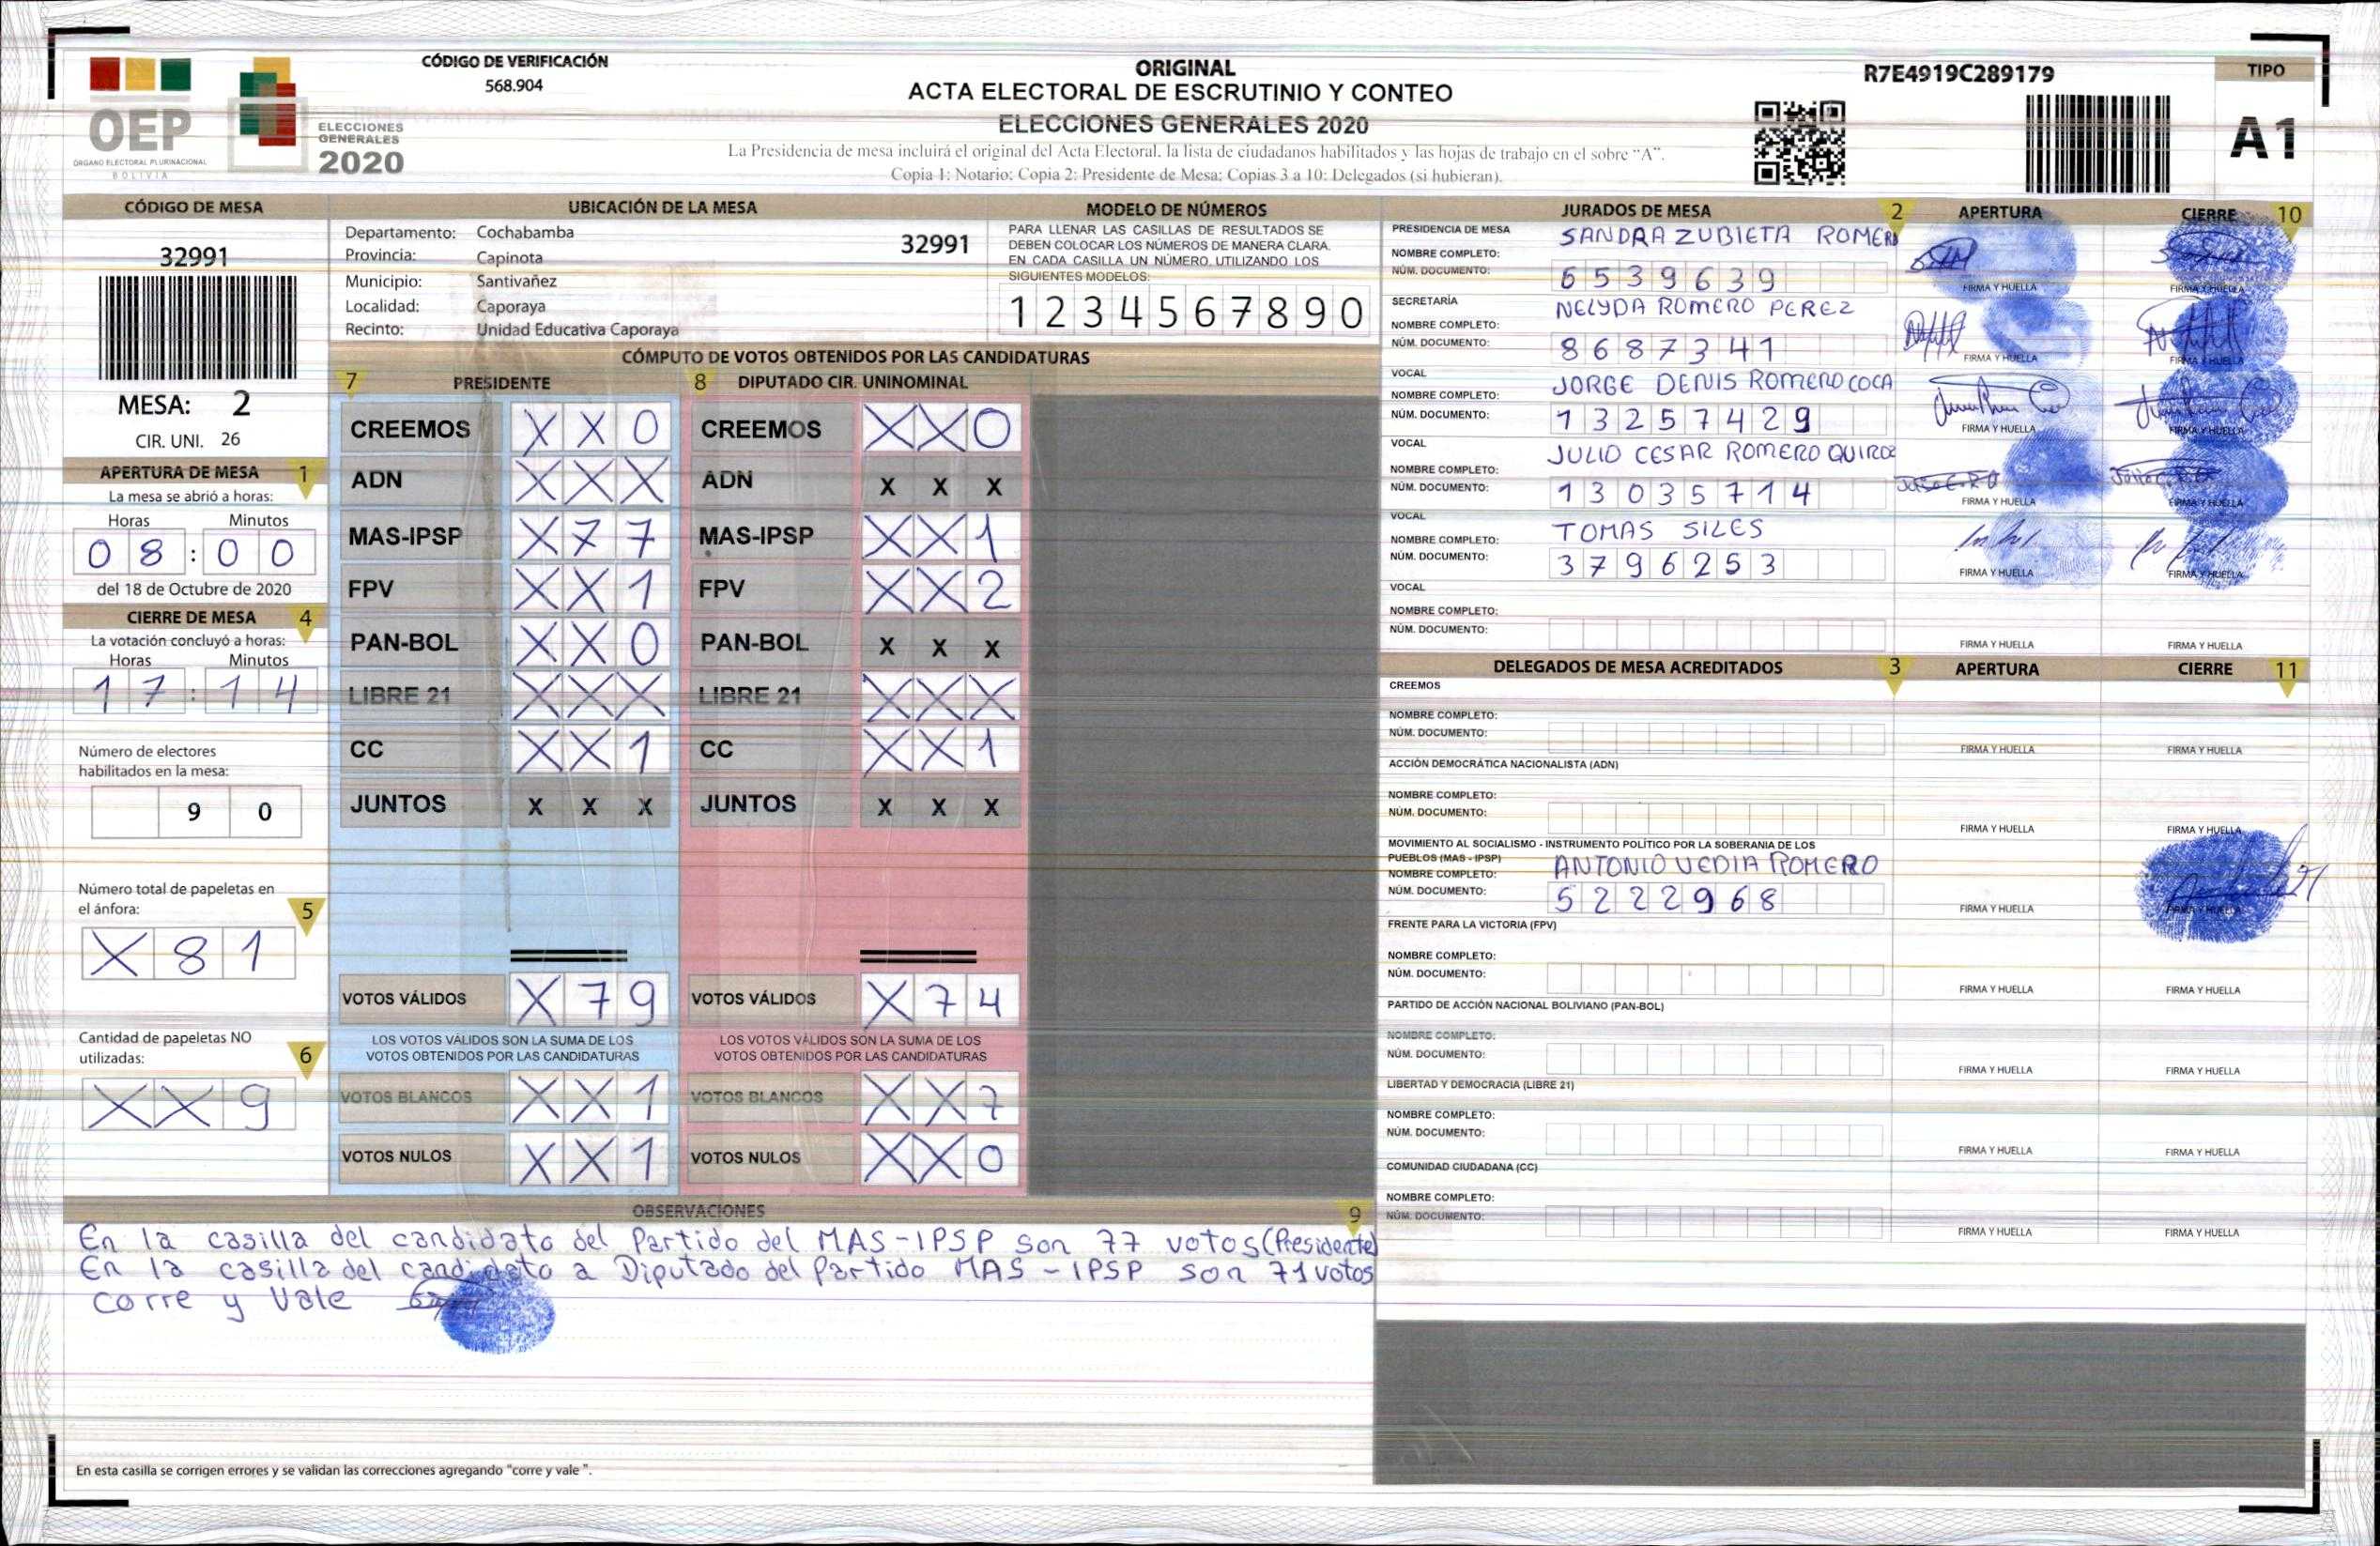 CÓDIGO DE VERIFICACIÓN
568.904
OEP
ÓRGANO ELECTORAL PLURINACIONAL
BOLIVIA
ELECCIONES
GENERALES
2020
ORIGINAL
ACTA ELECTORAL DE ESCRUTINIO Y CONTEO
ELECCIONES GENERALES 2020
La Presidencia de mesa incluirá el original del Acta Electoral, la lista de ciudadanos habilitados y las hojas de trabajo en el sobre "A".
Copia 1: Notario; Copia 2: Presidente de Mesa; Copias 3 a 10: Delegados (si hubieran).
R7E4919C289179
TIPO
A1
CÓDIGO DE MESA
32991
MESA: 2
CIR. UNI. 26
APERTURA DE MESA 1
La mesa se abrió a horas:
Horas Minutos
08:00
del 18 de Octubre de 2020
CIERRE DE MESA 4
La votación concluyó a horas:
Horas Minutos
17:14
Número de electores
habilitados en la mesa:
9 0
Número total de papeletas en
el ánfora:
5
X 8 1
Cantidad de papeletas NO
utilizadas:
6
X X 9
UBICACIÓN DE LA MESA
Departamento: Cochabamba
32991
Provincia: Capinota
Municipio: Santivañez
Localidad: Caporaya
Recinto: Unidad Educativa Caporaya
MODELO DE NÚMEROS
PARA LLENAR LAS CASILLAS DE RESULTADOS SE
DEBEN COLOCAR LOS NÚMEROS DE MANERA CLARA.
EN CADA CASILLA UN NÚMERO, UTILIZANDO LOS
SIGUIENTES MODELOS:
1 2 3 4 5 6 7 8 9 0
CÓMPUTO DE VOTOS OBTENIDOS POR LAS CANDIDATURAS
7 PRESIDENTE 8 DIPUTADO CIR. UNINOMINAL
CREEMOS X X 0 CREEMOS X X 0
ADN X X X ADN X X X
MAS-IPSP X 7 7 MAS-IPSP X X 1
FPV X X 1 FPV X X 2
PAN-BOL X X 0 PAN-BOL X X X
LIBRE 21 X X X LIBRE 21 X X X
CC X X 1 CC X X 1
JUNTOS X X X JUNTOS X X X
VOTOS VÁLIDOS X 7 9 VOTOS VÁLIDOS X 7 4
LOS VOTOS VÁLIDOS SON LA SUMA DE LOS LOS VOTOS VÁLIDOS SON LA SUMA DE LOS
VOTOS OBTENIDOS POR LAS CANDIDATURAS VOTOS OBTENIDOS POR LAS CANDIDATURAS
VOTOS BLANCOS X X 1 VOTOS BLANCOS X X 7
VOTOS NULOS X X 1 VOTOS NULOS X X 0
OBSERVACIONES 9
En la casilla del candidato del Partido del MAS-IPSP son 77 votos (Presidente)
En la casilla del candidato a Diputado del Partido MAS-IPSP son 71 votos
Corre y Vale
En esta casilla se corrigen errores y se validan las correcciones agregando "corre y vale ".
JURADOS DE MESA 2 APERTURA CIERRE 10
PRESIDENCIA DE MESA
NOMBRE COMPLETO: SANDRA ZUBIETA ROMERO
NÚM. DOCUMENTO: 6539639
FIRMA Y HUELLA FIRMA Y HUELLA
SECRETARÍA
NOMBRE COMPLETO: NELYDA ROMERO PEREZ
NÚM. DOCUMENTO: 8687341
FIRMA Y HUELLA FIRMA Y HUELLA
VOCAL
NOMBRE COMPLETO: JORGE DENIS ROMERO COCA
NÚM. DOCUMENTO: 13257429
FIRMA Y HUELLA FIRMA Y HUELLA
VOCAL
NOMBRE COMPLETO: JULIO CESAR ROMERO QUIROZ
NÚM. DOCUMENTO: 13035714
FIRMA Y HUELLA FIRMA Y HUELLA
VOCAL
NOMBRE COMPLETO: TOMAS SILES
NÚM. DOCUMENTO: 3796253
FIRMA Y HUELLA FIRMA Y HUELLA
VOCAL
NOMBRE COMPLETO:
NÚM. DOCUMENTO:
FIRMA Y HUELLA FIRMA Y HUELLA
DELEGADOS DE MESA ACREDITADOS 3 APERTURA CIERRE 11
CREEMOS
NOMBRE COMPLETO:
NÚM. DOCUMENTO:
FIRMA Y HUELLA FIRMA Y HUELLA
ACCIÓN DEMOCRÁTICA NACIONALISTA (ADN)
NOMBRE COMPLETO:
NÚM. DOCUMENTO:
FIRMA Y HUELLA FIRMA Y HUELLA
MOVIMIENTO AL SOCIALISMO - INSTRUMENTO POLÍTICO POR LA SOBERANIA DE LOS
PUEBLOS (MAS - IPSP)
NOMBRE COMPLETO: ANTONIO VEDIA ROMERO
NÚM. DOCUMENTO: 5222968
FIRMA Y HUELLA FIRMA Y HUELLA
FRENTE PARA LA VICTORIA (FPV)
NOMBRE COMPLETO:
NÚM. DOCUMENTO:
FIRMA Y HUELLA FIRMA Y HUELLA
PARTIDO DE ACCIÓN NACIONAL BOLIVIANO (PAN-BOL)
NOMBRE COMPLETO:
NÚM. DOCUMENTO:
FIRMA Y HUELLA FIRMA Y HUELLA
LIBERTAD Y DEMOCRACIA (LIBRE 21)
NOMBRE COMPLETO:
NÚM. DOCUMENTO:
FIRMA Y HUELLA FIRMA Y HUELLA
COMUNIDAD CIUDADANA (CC)
NOMBRE COMPLETO:
NÚM. DOCUMENTO:
FIRMA Y HUELLA FIRMA Y HUELLA